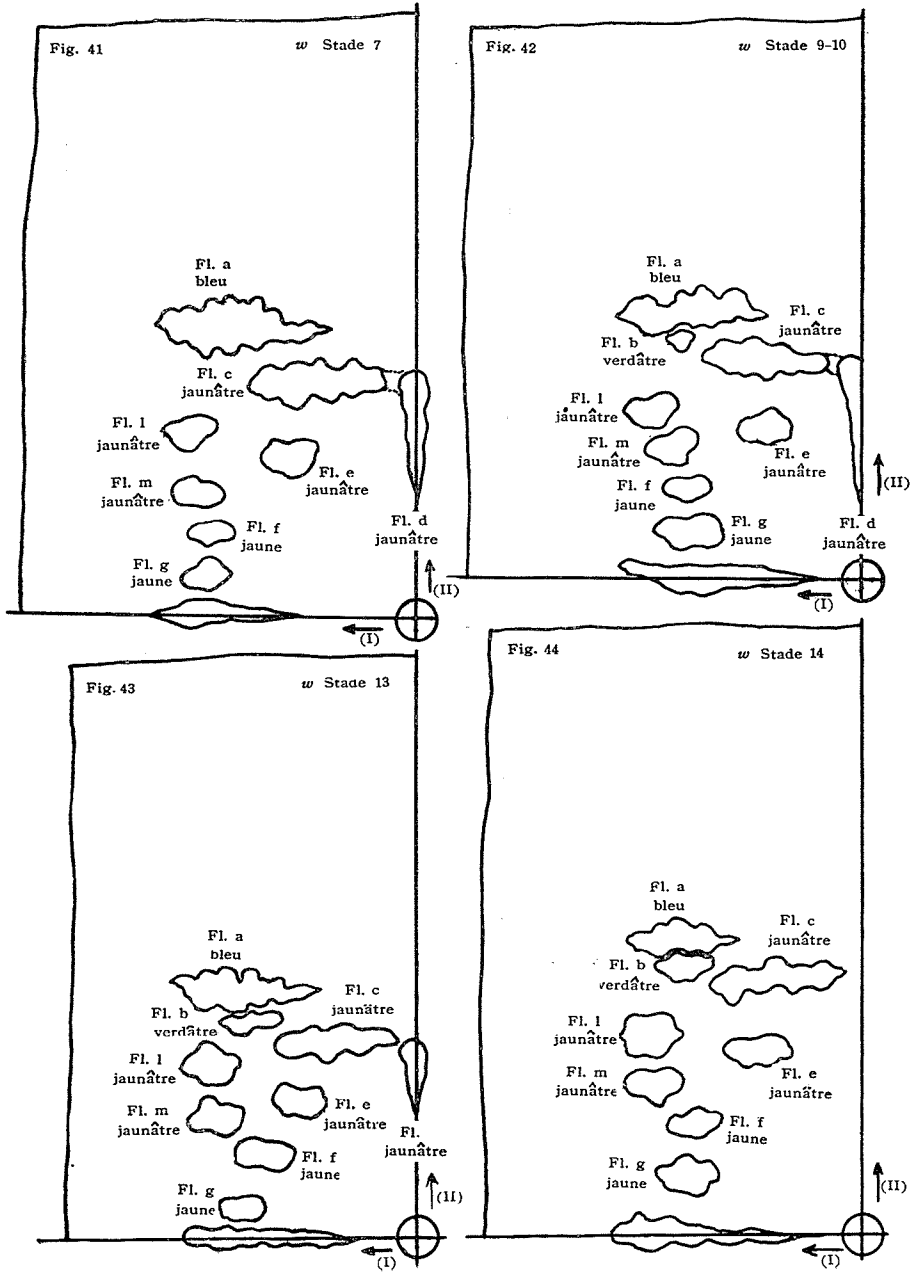 Fig. 41
w Stade 7
Fl. a
bleu
Fl. c
jaunâtre
Fl. l
jaunâtre
Fl. e
jaunâtre
Fl. m
jaunâtre
Fl. f
jaune
Fl. d
jaunâtre
Fl. g
jaune
(II)
(I)
Fig. 42
w Stade 9-10
Fl. a
bleu
Fl. c
jaunâtre
Fl. b
verdâtre
Fl. l
jaunâtre
Fl. m
jaunâtre
Fl. e
jaunâtre
Fl. f
jaune
Fl. g
jaune
Fl. d
jaunâtre
(II)
(I)
Fig. 43
w Stade 13
Fl. a
bleu
Fl. c
jaunâtre
Fl. b
verdâtre
Fl. l
jaunâtre
Fl. e
jaunâtre
Fl. m
jaunâtre
Fl.
jaunâtre
Fl. f
jaune
Fl. g
jaune
(II)
(I)
Fig. 44
w Stade 14
Fl. a
bleu
Fl. c
jaunâtre
Fl. b
verdâtre
Fl. l
jaunâtre
Fl. e
jaunâtre
Fl. m
jaunâtre
Fl. f
jaune
Fl. g
jaune
(II)
(I)